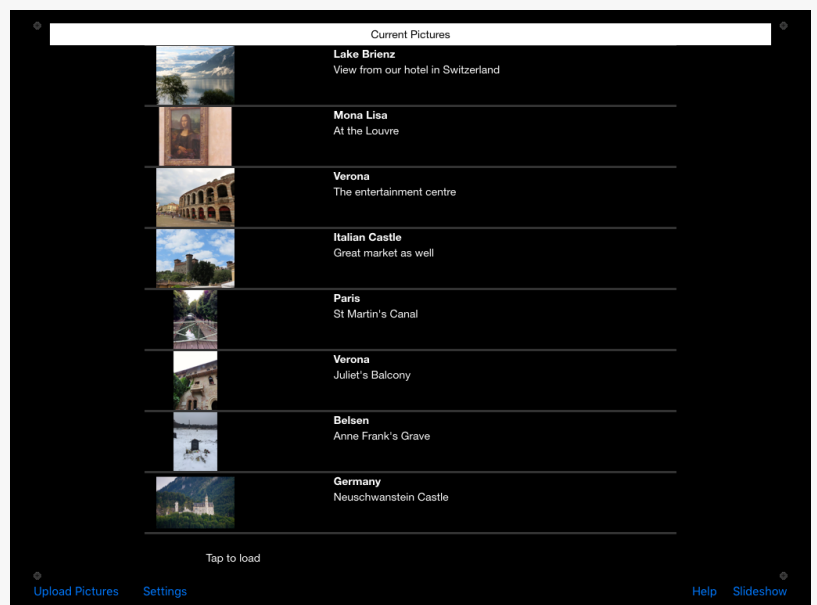 Current Pictures
Lake Brienz
View from our hotel in Switzerland
Mona Lisa
At the Louvre
Verona
The entertainment centre
Italian Castle
Great market as well
Paris
St Martin's Canal
Verona
Juliet's Balcony
Belsen
Anne Frank's Grave
Germany
Neuschwanstein Castle
Tap to load
Upload Pictures Settings Help Slideshow